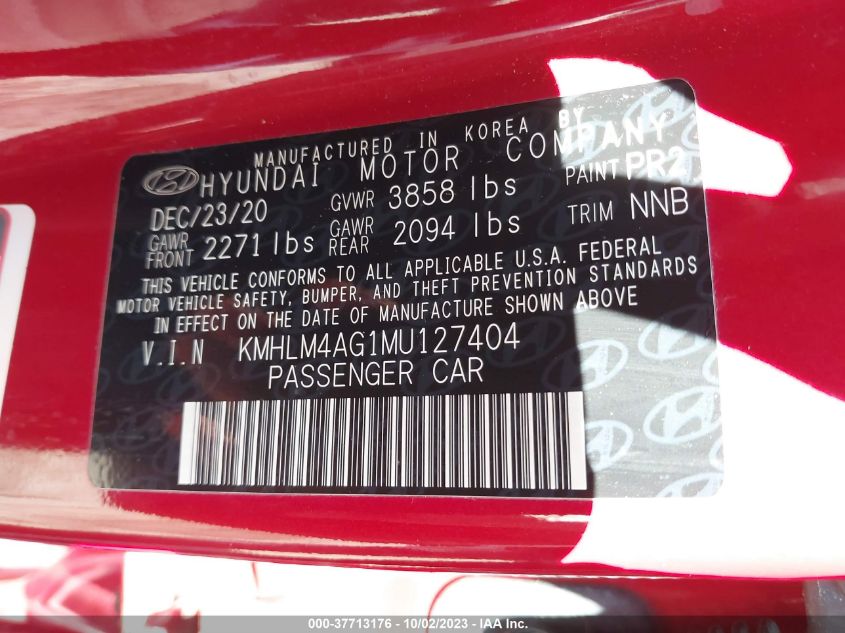 MANUFACTURED IN KOREA BY
HYUNDAI MOTOR COMPANY
DEC/23/20 GVWR 3858 lbs PAINT PR2
GAWR FRONT 2271 lbs GAWR REAR 2094 lbs TRIM NNB
THIS VEHICLE CONFORMS TO ALL APPLICABLE U.S.A. FEDERAL
MOTOR VEHICLE SAFETY, BUMPER, AND THEFT PREVENTION STANDARDS
IN EFFECT ON THE DATE OF MANUFACTURE SHOWN ABOVE
V.I.N KMHLM4AG1MU127404
PASSENGER CAR
000-37713176 - 10/02/2023 - © IAA Inc.